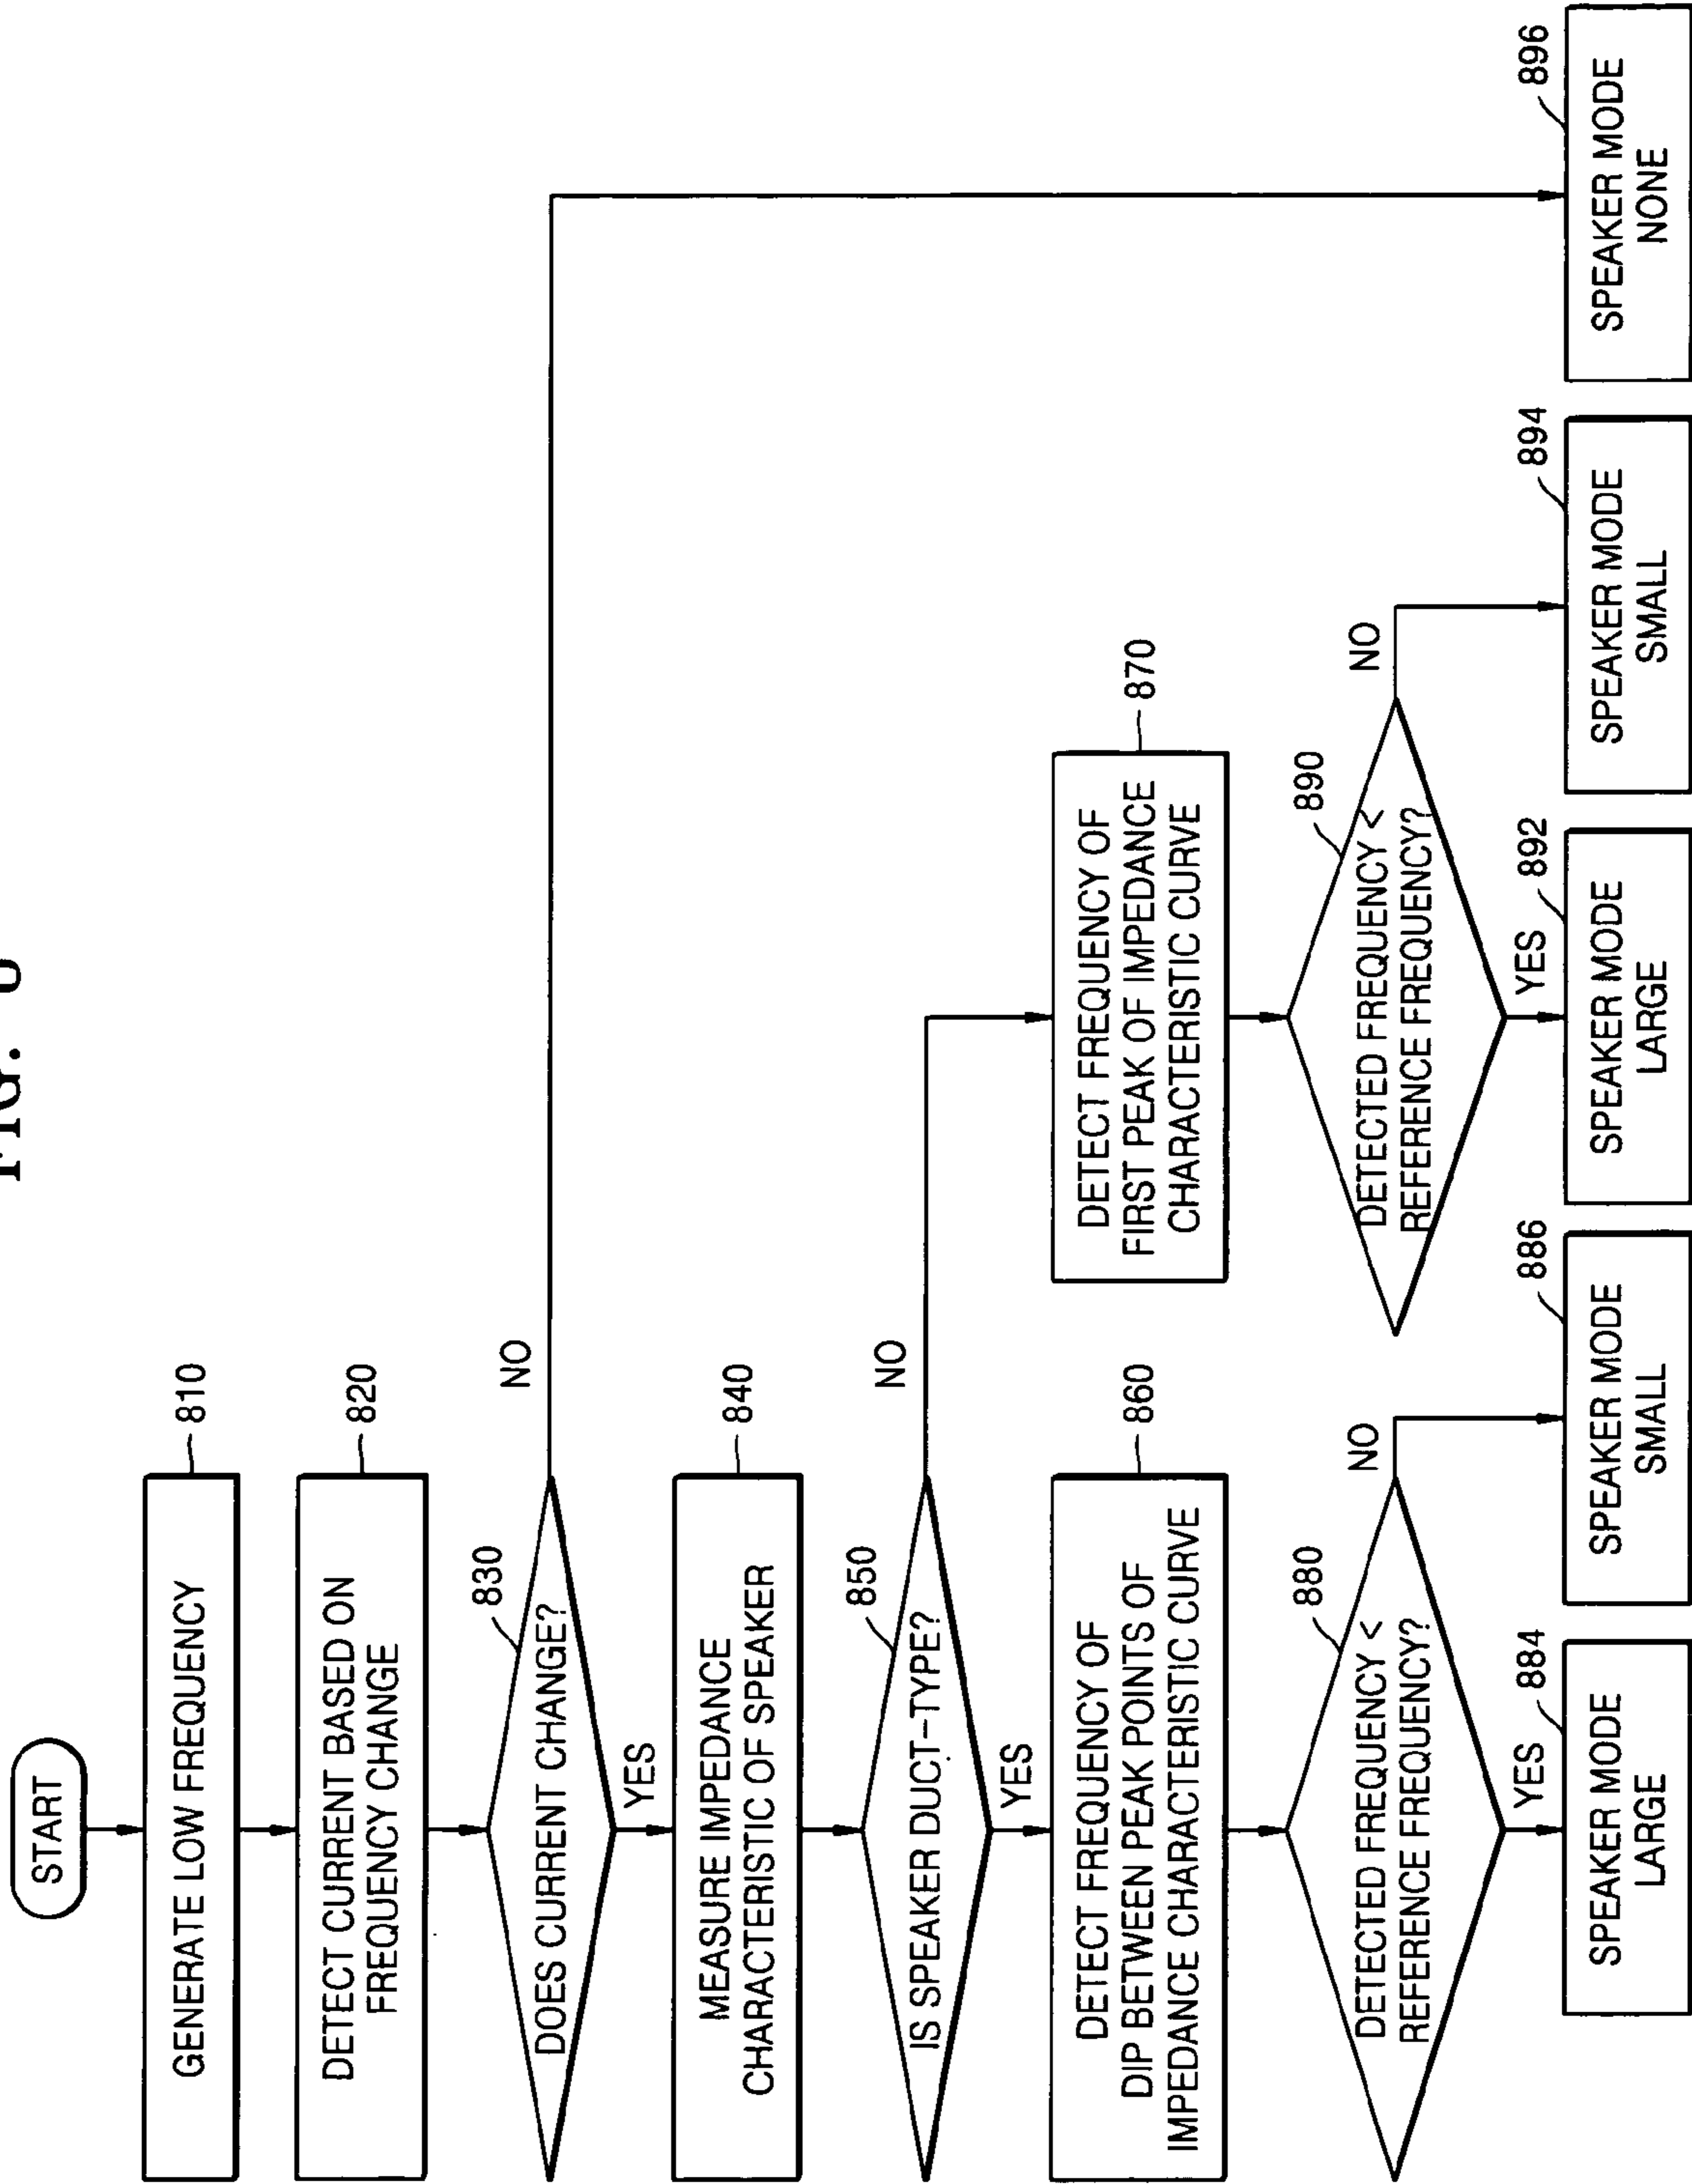 FIG. 8
START
GENERATE LOW FREQUENCY
810
DETECT CURRENT BASED ON
FREQUENCY CHANGE
820
DOES CURRENT CHANGE?
830
NO
YES
MEASURE IMPEDANCE
CHARACTERISTIC OF SPEAKER
840
IS SPEAKER DUCT-TYPE?
850
NO
YES
DETECT FREQUENCY OF
DIP BETWEEN PEAK POINTS OF
IMPEDANCE CHARACTERISTIC CURVE
860
DETECT FREQUENCY OF
FIRST PEAK OF IMPEDANCE
CHARACTERISTIC CURVE
870
DETECTED FREQUENCY <
REFERENCE FREQUENCY?
880
NO
YES
DETECTED FREQUENCY <
REFERENCE FREQUENCY?
890
NO
YES
SPEAKER MODE
LARGE
884
SPEAKER MODE
SMALL
886
SPEAKER MODE
LARGE
892
SPEAKER MODE
SMALL
894
SPEAKER MODE
NONE
896